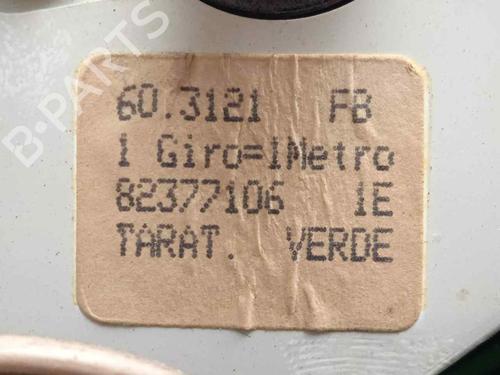 B-PARTS
60.3121 FB
1 Giro=1Metro
82377106 1E
TARAT. VERDE